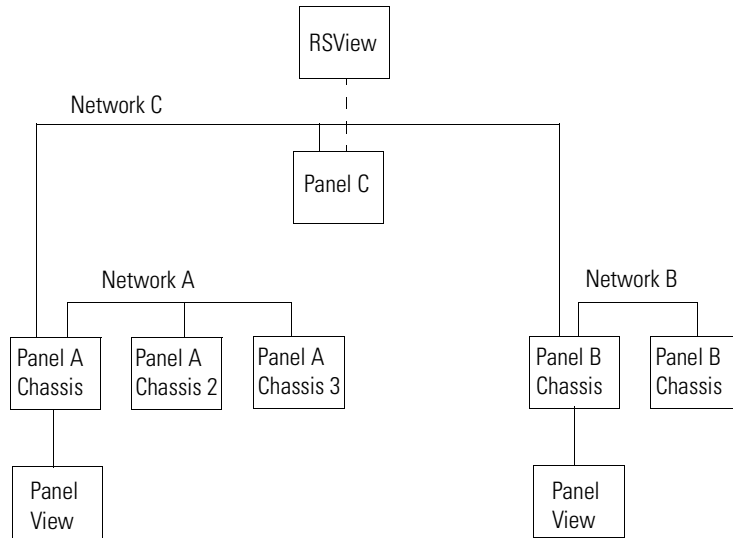 RSView
Network C
Panel C
Network A
Network B
Panel A
Chassis
Panel A
Chassis 2
Panel A
Chassis 3
Panel B
Chassis
Panel B
Chassis
Panel
View
Panel
View